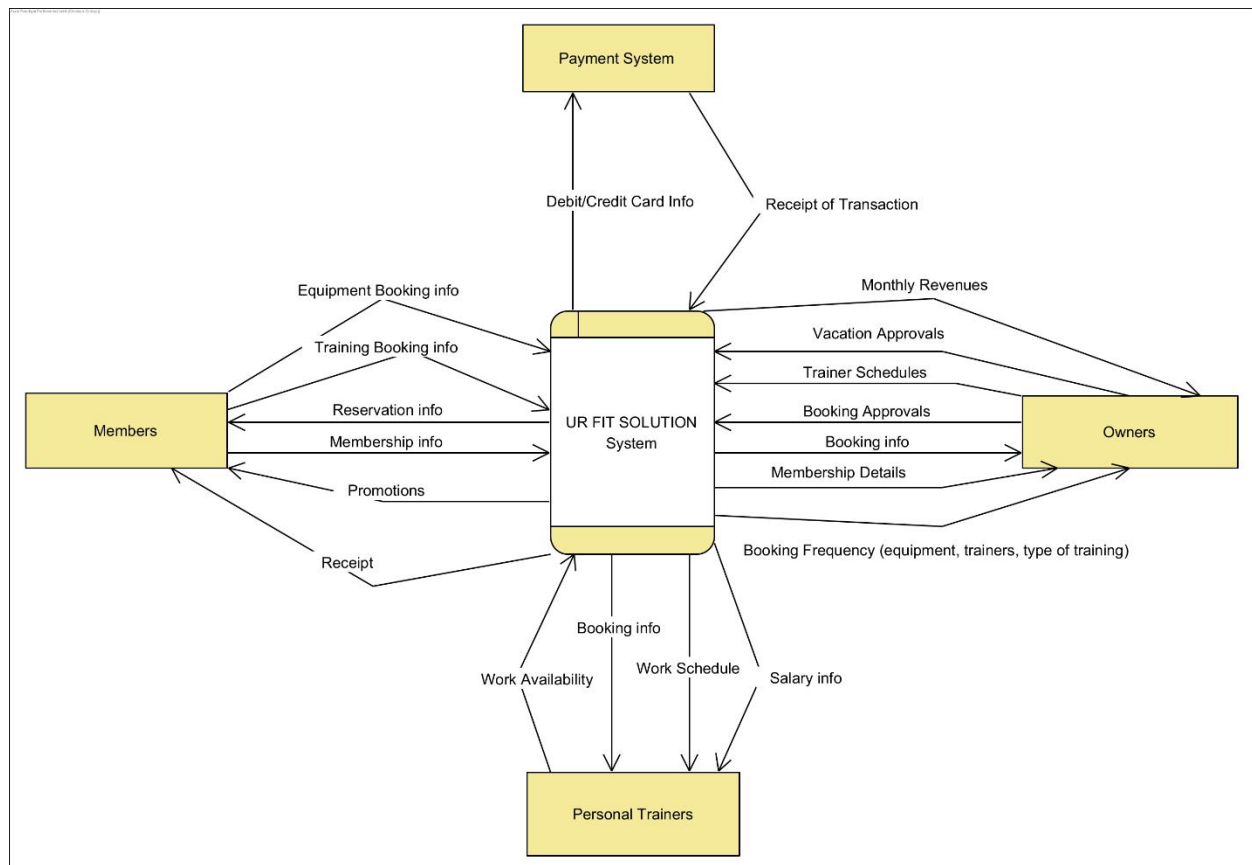 Payment System
Debit/Credit Card Info
Receipt of Transaction
Equipment Booking info
Monthly Revenues
Training Booking info
Vacation Approvals
Trainer Schedules
Reservation info
Booking Approvals
Members
UR FIT SOLUTION
System
Owners
Membership info
Booking info
Membership Details
Promotions
Booking Frequency (equipment, trainers, type of training)
Receipt
Booking info
Work Availability
Work Schedule
Salary info
Personal Trainers